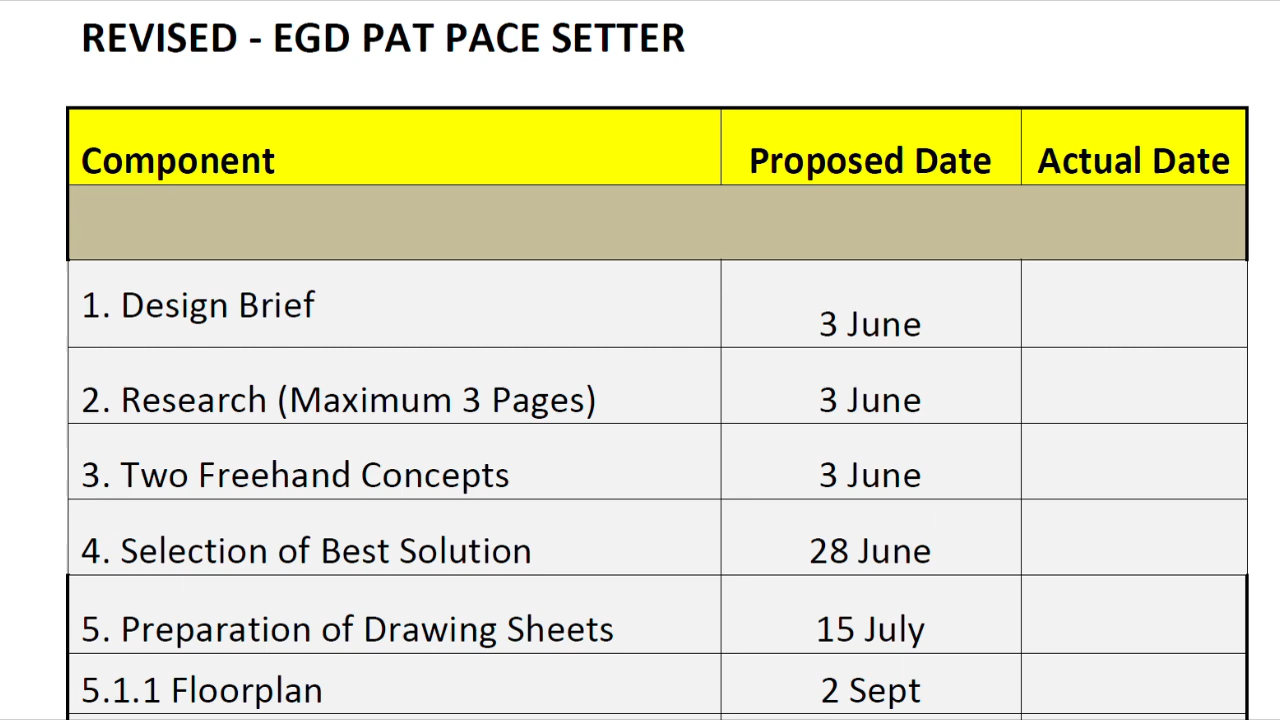 REVISED - EGD PAT PACE SETTER
Component Proposed Date Actual Date
1. Design Brief 3 June
2. Research (Maximum 3 Pages) 3 June
3. Two Freehand Concepts 3 June
4. Selection of Best Solution 28 June
5. Preparation of Drawing Sheets 15 July
5.1.1 Floorplan 2 Sept